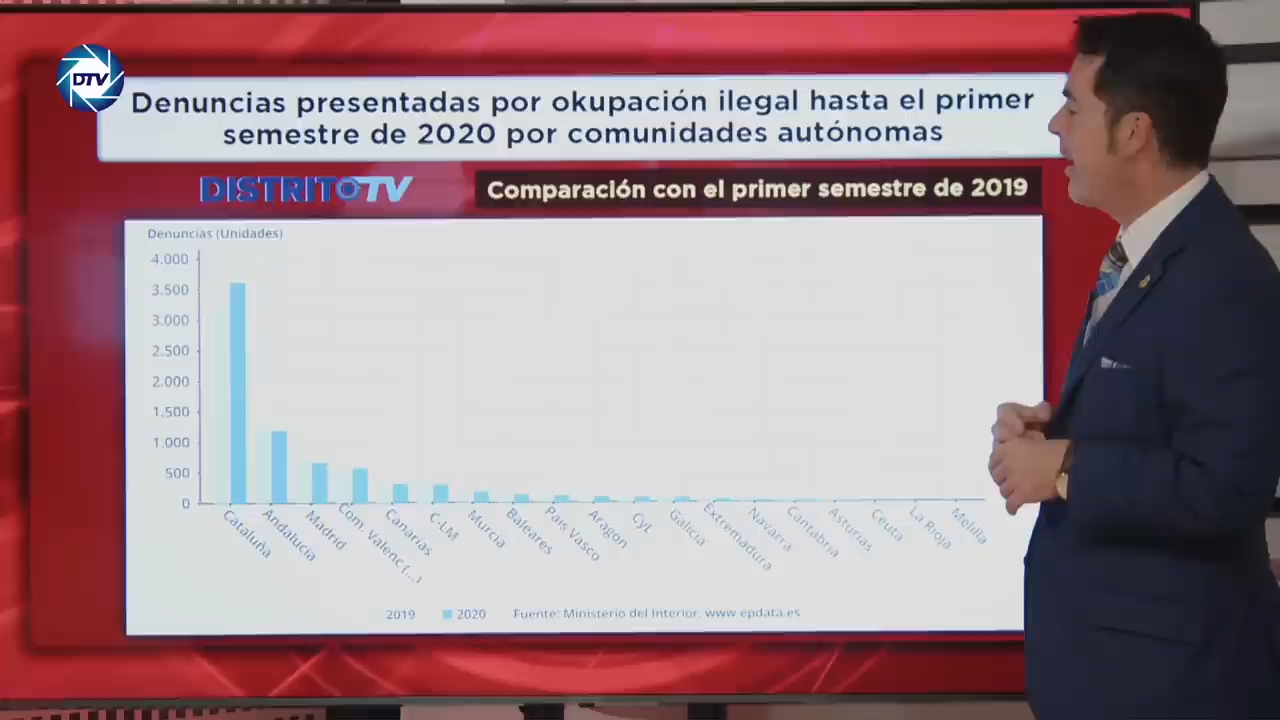 DTV
Denuncias presentadas por okupación ilegal hasta el primer
semestre de 2020 por comunidades autónomas
DISTRITOTV
Comparación con el primer semestre de 2019
Denuncias (Unidades)
4.000
3.500
3.000
2.500
2.000
1.500
1.000
500
0
Cataluña
Andalucía
Madrid
Com. Valenc (...)
Canarias
C-LM
Murcia
Baleares
País Vasco
Aragon
CyL
Galicia
Extremadura
Navarra
Cantabria
Asturias
Ceuta
La Rioja
Melilla
2019 2020 Fuente: Ministerio del Interior, www.epdata.es